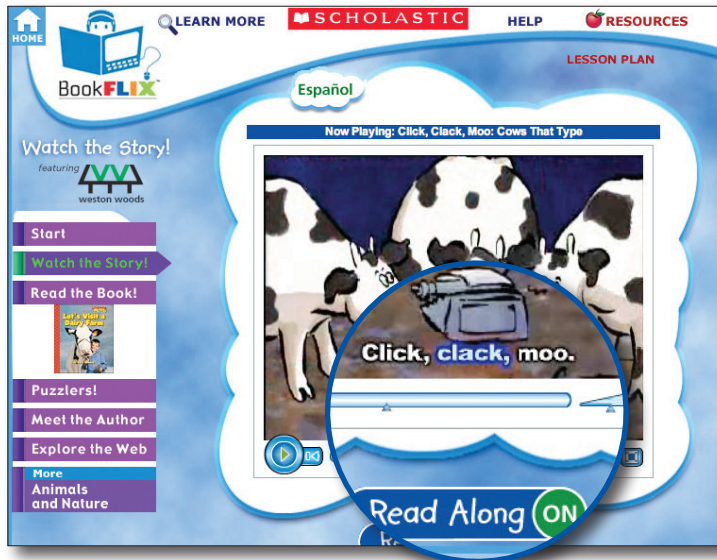 HOME
LEARN MORE
SCHOLASTIC
HELP
RESOURCES
BookFLIX™
LESSON PLAN
Español
Now Playing: Click, Clack, Moo: Cows That Type
Watch the Story!
featuring
weston woods
Start
Watch the Story!
Read the Book!
Let's Visit a
Dairy Farm
Click, clack, moo.
Puzzlers!
Meet the Author
Explore the Web
More
Animals
and Nature
Read Along ON